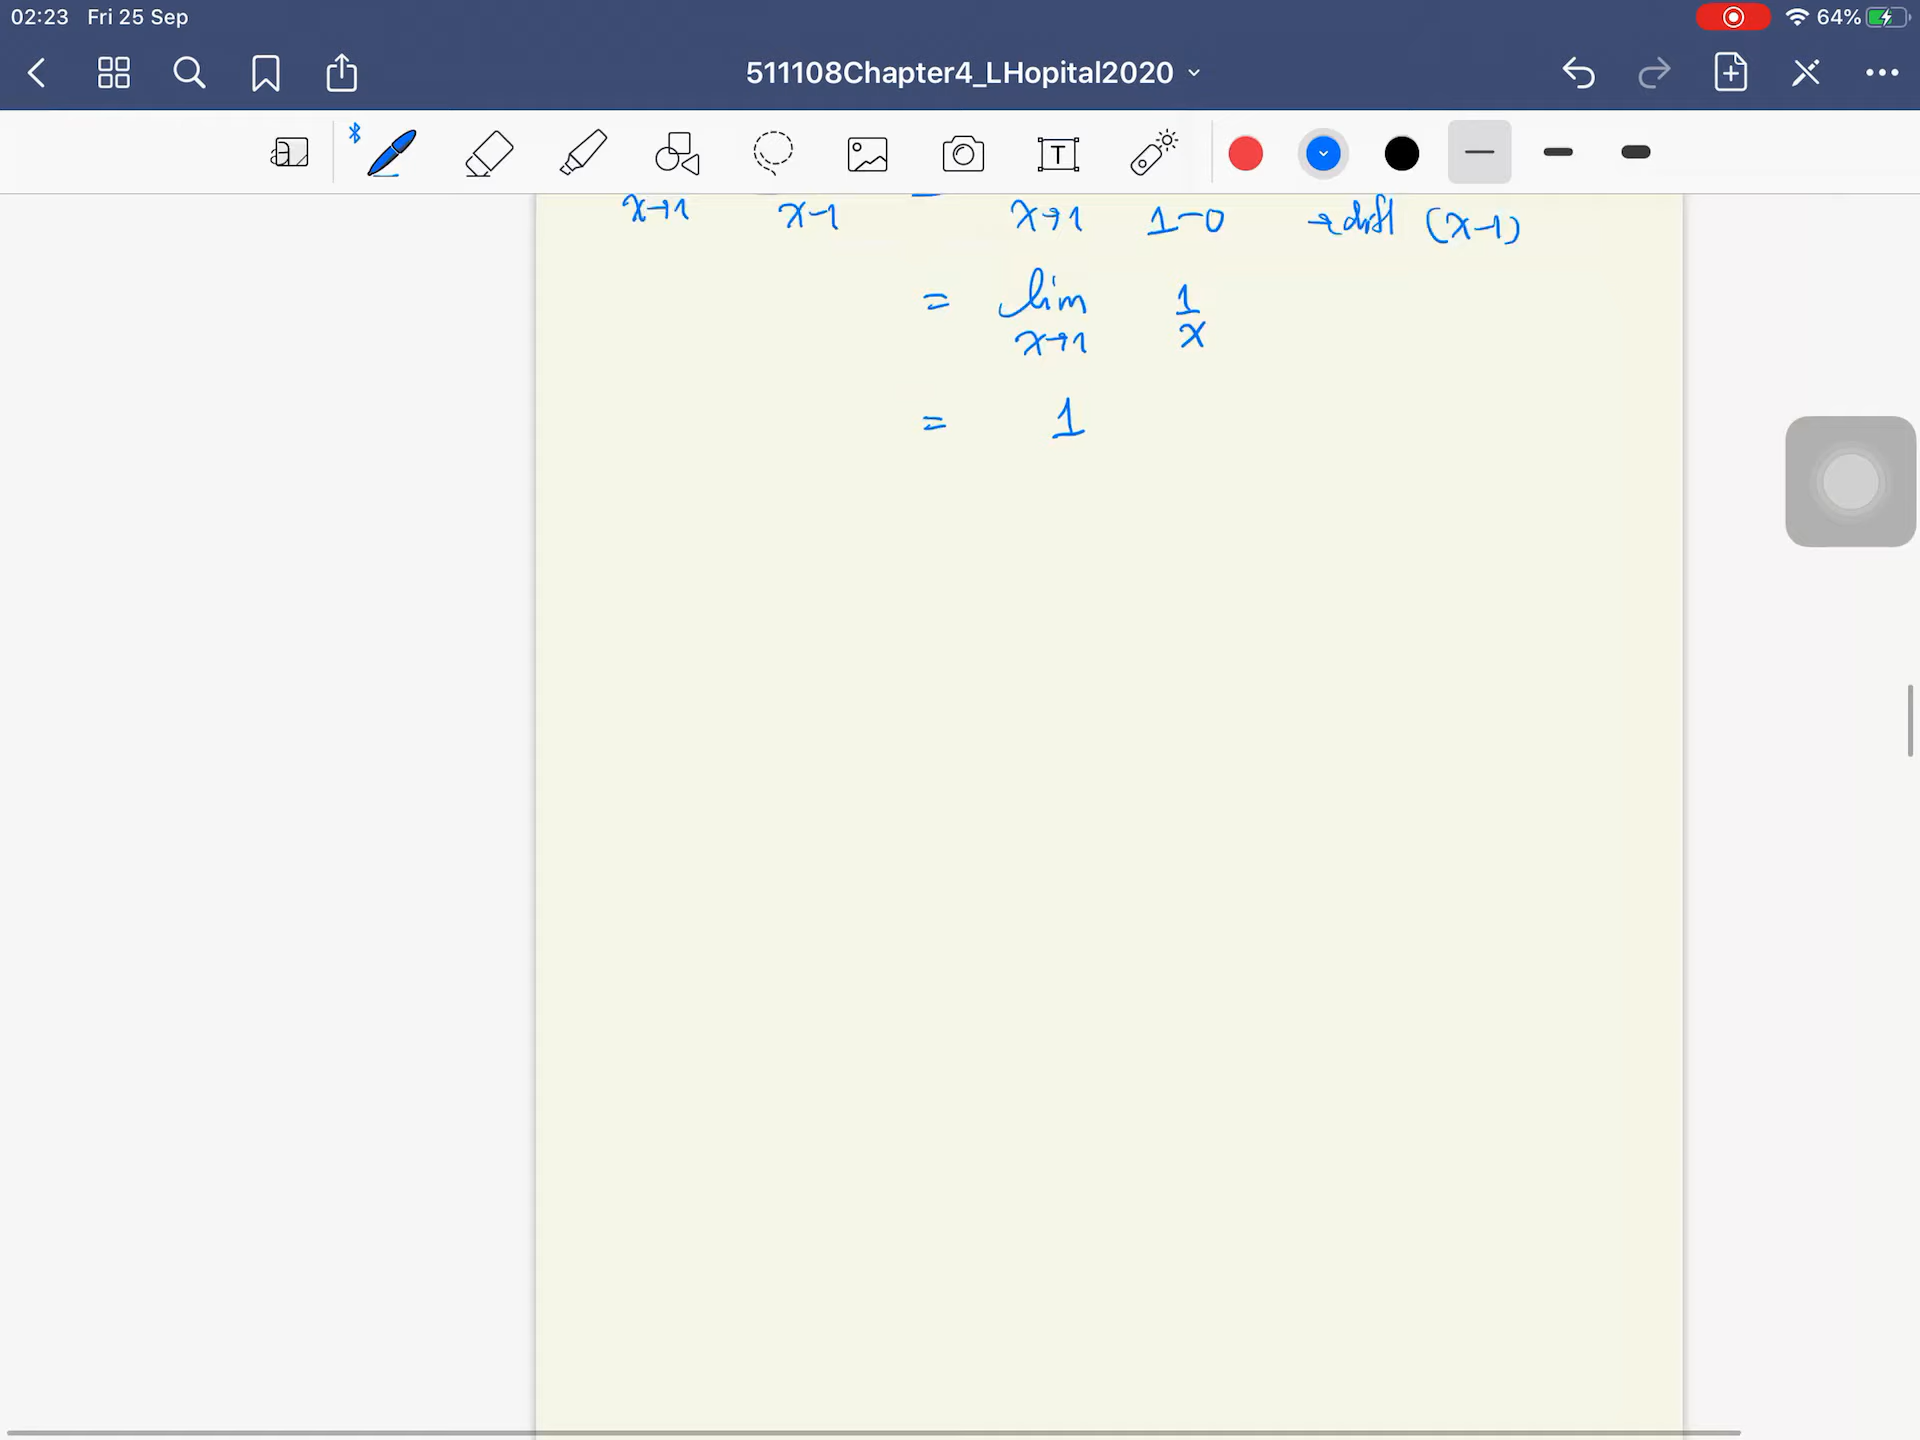 02:23 Fri 25 Sep 64%
511108Chapter4_LHopital2020
x→1 x-1 = x→1 1-0 → diff (x-1)
= lim 1/x
x→1
= 1